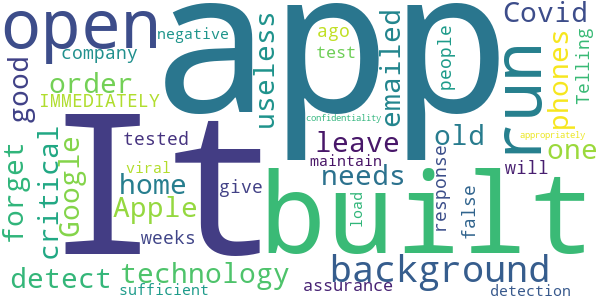 open
app
Covid
negative
company
ago
test
people
emailed
useless
Telling
phones
run
good
order
IMMEDIATELY
confidentiality
appropriately
It
tested
leave
old
one
maintain
will
critical
Google
forget
viral
home
give
needs
response
false
Apple
built
load
weeks
detect
technology
background
sufficient
assurance
detection